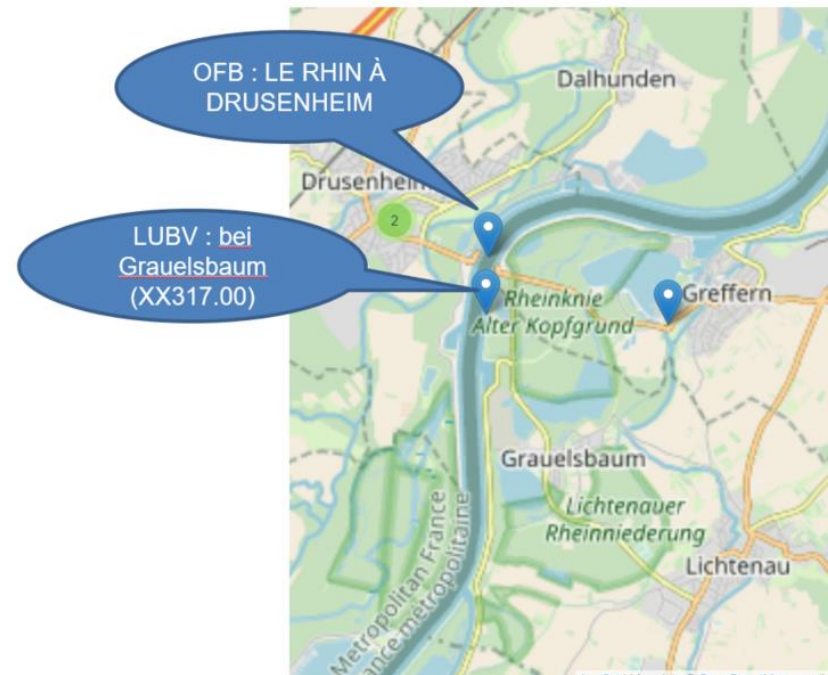 OFB : LE RHIN À
DRUSENHEIM
Dalhunden
Drusenheim
2
LUBV : bei
Grauelsbaum
(XX317.00)
Rheinknie
Alter Kopfgrund
Greffern
Grauelsbaum
Lichtenauer
Rheinniederung
Lichtenau
Metropolitan France
France métropolitaine